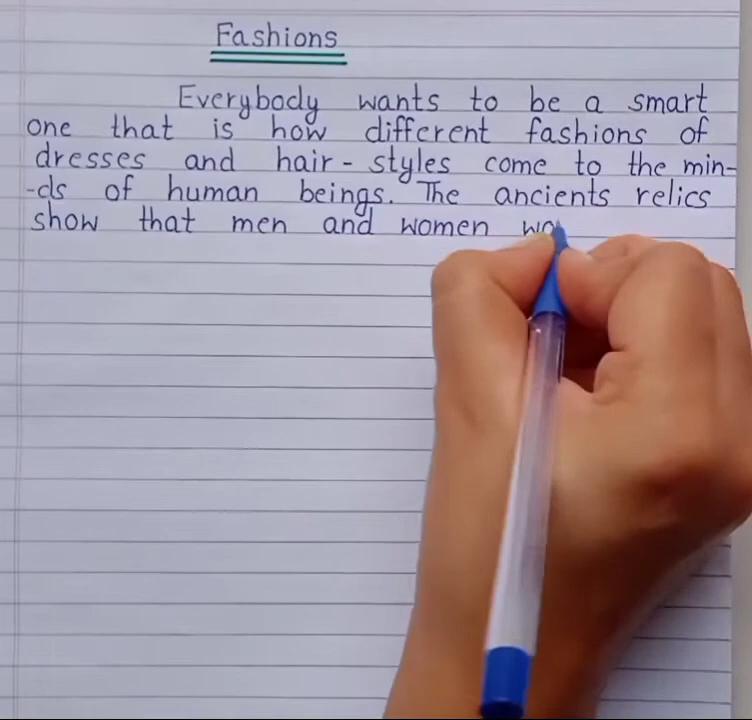 Fashions
Everybody wants to be a smart
one that is how different fashions of
dresses and hair - styles come to the min-
-ds of human beings. The ancients relics
show that men and women